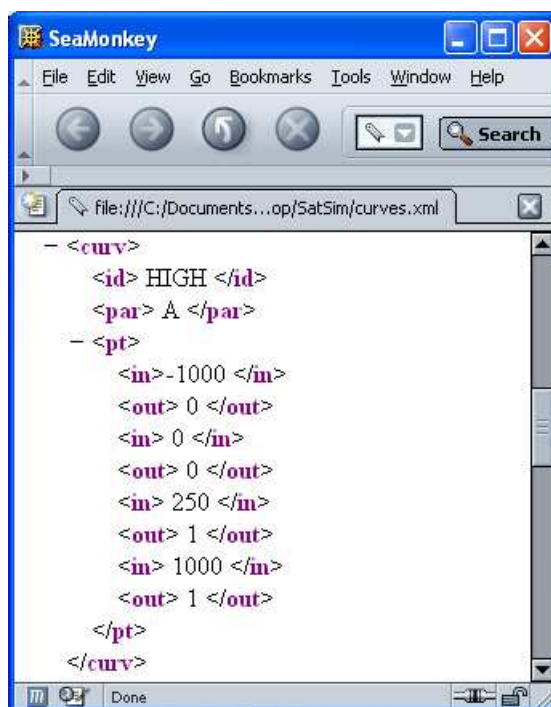 SeaMonkey
File Edit View Go Bookmarks Tools Window Help
Search
file:///C:/Documents...op/SatSim/curves.xml
− <curv>
<id> HIGH </id>
<par> A </par>
− <pt>
<in>-1000 </in>
<out> 0 </out>
<in> 0 </in>
<out> 0 </out>
<in> 250 </in>
<out> 1 </out>
<in> 1000 </in>
<out> 1 </out>
</pt>
</curv>
Done